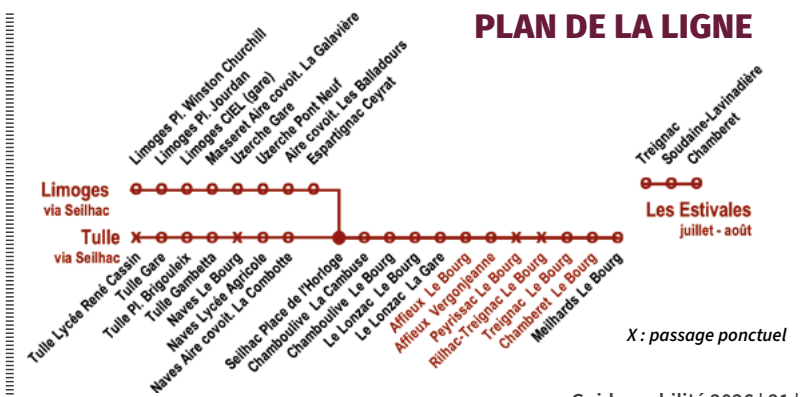 PLAN DE LA LIGNE
Limoges Pl. Winston Churchill
Limoges Pl. Jourdan
Limoges CIEL (gare)
Masseret Aire covoit. La Galavière
Uzerche Gare
Uzerche Pont Neuf
Aire covoit. Les Balladours
Espartignac Ceyrat
Treignac
Soudaine-Lavinadière
Chamberet
Limoges
via Seilhac
Les Estivales
juillet - août
Tulle
via Seilhac
Tulle Lycée René Cassin
Tulle Gare
Tulle Pl. Brigouleix
Tulle Gambetta
Naves Le Bourg
Naves Lycée Agricole
Naves Aire covoit. La Combotte
Seilhac Place de l'Horloge
Chamboulive La Cambuse
Chamboulive Le Bourg
Le Lonzac Le Bourg
Le Lonzac La Gare
Affieux Le Bourg
Affieux Vergonjeanne
Peyrissac Le Bourg
Rilhac-Treignac Le Bourg
Treignac Le Bourg
Chamberet Le Bourg
Meilhards Le Bourg
X : passage ponctuel